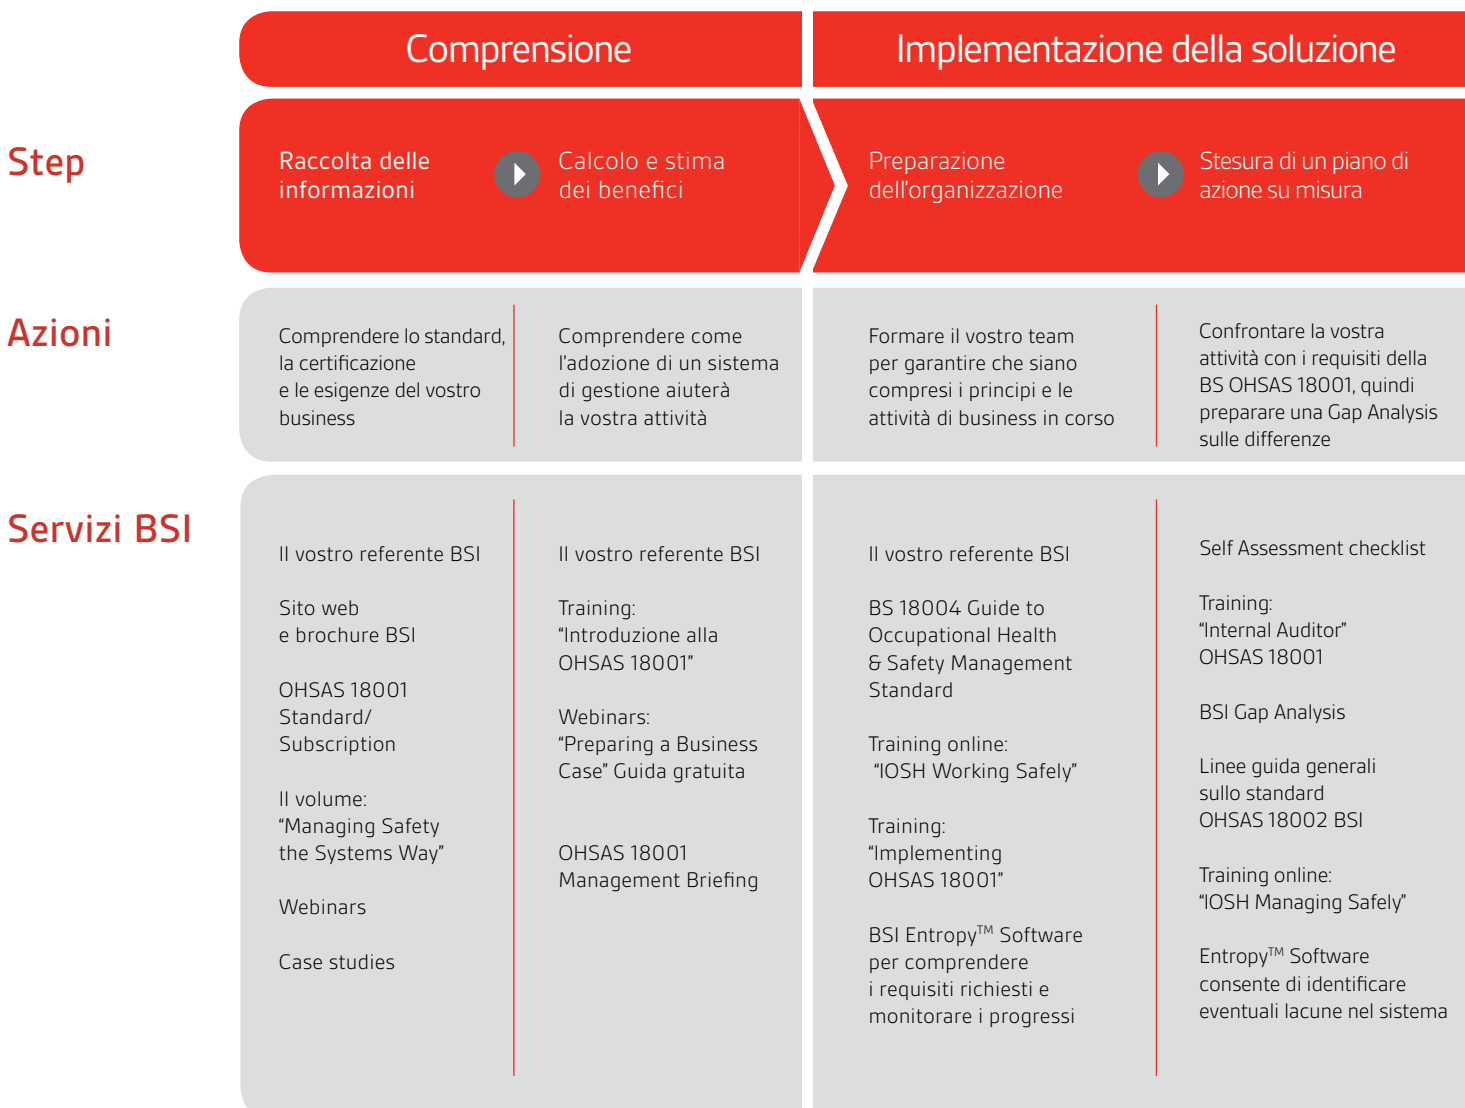 Comprensione
Implementazione della soluzione
Step
Raccolta delle
informazioni
Calcolo e stima
dei benefici
Preparazione
dell'organizzazione
Stesura di un piano di
azione su misura
Azioni
Comprendere lo standard,
la certificazione
e le esigenze del vostro
business
Comprendere come
l'adozione di un sistema
di gestione aiuterà
la vostra attività
Formare il vostro team
per garantire che siano
compresi i principi e le
attività di business in corso
Confrontare la vostra
attività con i requisiti della
BS OHSAS 18001, quindi
preparare una Gap Analysis
sulle differenze
Servizi BSI
Il vostro referente BSI
Sito web
e brochure BSI
OHSAS 18001
Standard/
Subscription
Il volume:
“Managing Safety
the Systems Way”
Webinars
Case studies
Il vostro referente BSI
Training:
“Introduzione alla
OHSAS 18001”
Webinars:
“Preparing a Business
Case” Guida gratuita
OHSAS 18001
Management Briefing
Il vostro referente BSI
BS 18004 Guide to
Occupational Health
& Safety Management
Standard
Training online:
“IOSH Working Safely”
Training:
“Implementing
OHSAS 18001”
BSI Entropy™ Software
per comprendere
i requisiti richiesti e
monitorare i progressi
Self Assessment checklist
Training:
“Internal Auditor”
OHSAS 18001
BSI Gap Analysis
Linee guida generali
sullo standard
OHSAS 18002 BSI
Training online:
“IOSH Managing Safely”
Entropy™ Software
consente di identificare
eventuali lacune nel sistema